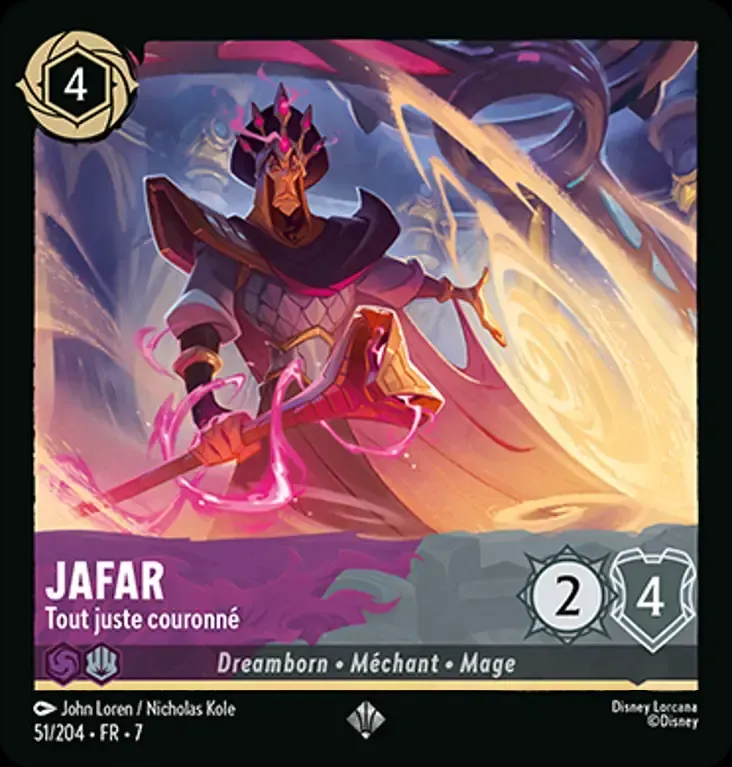 4
JAFAR
Tout juste couronné
2
4
Dreamborn • Méchant • Mage
John Loren / Nicholas Kole
Disney Lorcana
51/204 • FR • 7
©Disney